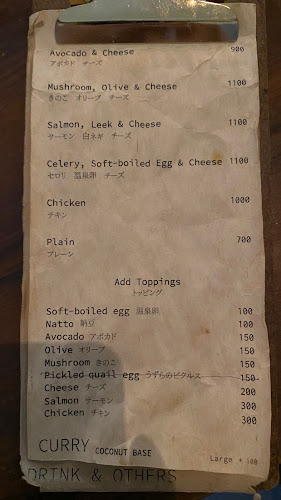 Avocado & Cheese 900
アボカド チーズ
Mushroom, Olive & Cheese 1100
きのこ オリーブ チーズ
Salmon, Leek & Cheese 1100
サーモン 白ネギ チーズ
Celery, Soft-boiled Egg & Cheese 1100
セロリ 温泉卵 チーズ
Chicken 1000
チキン
Plain 700
プレーン
Add Toppings
トッピング
Soft-boiled egg 温泉卵 100
Natto 納豆 100
Avocado アボカド 150
Olive オリーブ 150
Mushroom きのこ 150
Pickled quail egg うずらのピクルス 150
Cheese チーズ 200
Salmon サーモン 300
Chicken チキン 300
CURRY COCONUT BASE
Large + 100
DRINK & OTHERS